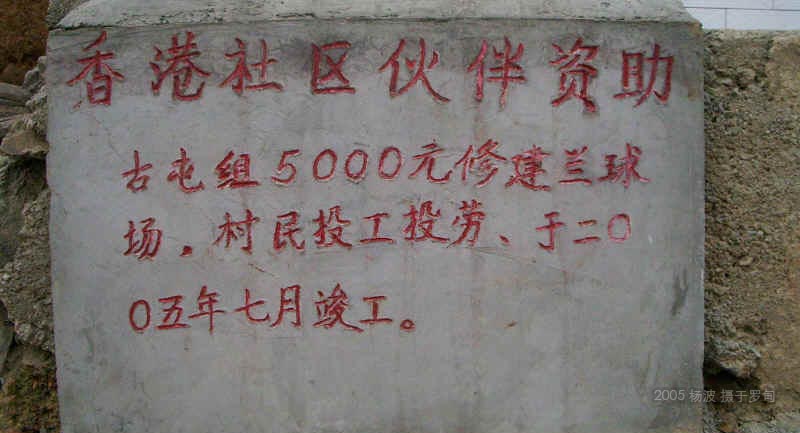 香港社区伙伴资助
古屯组5000元修建兰球
场．村民投工投劳、于二〇
〇五年七月竣工。
2005 杨波 摄于罗甸